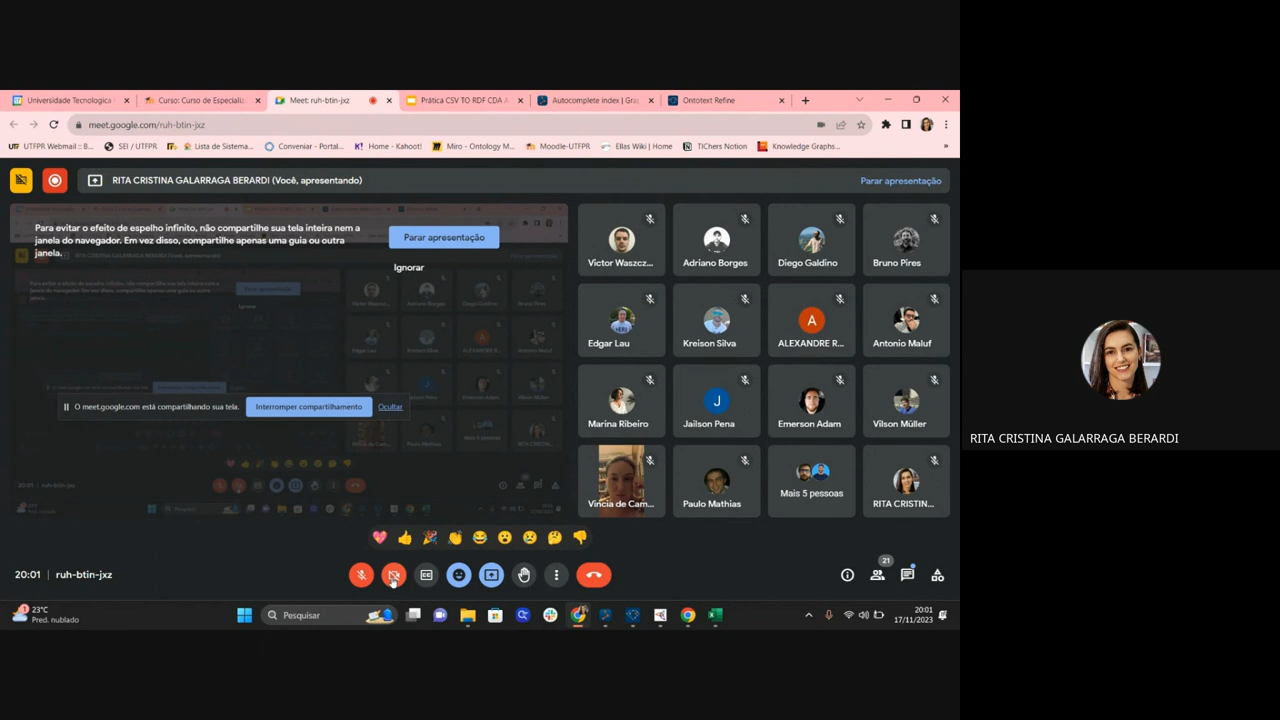 Universidade Tecnologica
Curso: Curso de Especializ
Meet: ruh-btin-jxz
Prática CSV TO RDF CDA A
Autocomplete index | Gra
Ontotext Refine
meet.google.com/ruh-btin-jxz
UTFPR Webmail :: B...
SEI / UTFPR
Lista de Sistema...
Conveniar - Portal...
Home - Kahoot!
Miro - Ontology M...
Moodle-UTFPR
Ellas Wiki | Home
TIChers Notion
Knowledge Graphs...
»
RITA CRISTINA GALARRAGA BERARDI (Você, apresentando)
Parar apresentação
Para evitar o efeito de espelho infinito, não compartilhe sua tela inteira nem a
janela do navegador. Em vez disso, compartilhe apenas uma guia ou outra
janela.
Parar apresentação
Ignorar
O meet.google.com está compartilhando sua tela.
Interromper compartilhamento
Ocultar
Victor Waszcz...
Adriano Borges
Diego Galdino
Bruno Pires
Edgar Lau
Kreison Silva
A
ALEXANDRE R...
Antonio Maluf
Marina Ribeiro
J
Jailson Pena
Emerson Adam
Vilson Müller
Vincia de Cam...
Paulo Mathias
Mais 5 pessoas
RITA CRISTIN...
RITA CRISTINA GALARRAGA BERARDI
20:01
ruh-btin-jxz
21
1
23°C
Pred. nublado
Pesquisar
20:01
17/11/2023